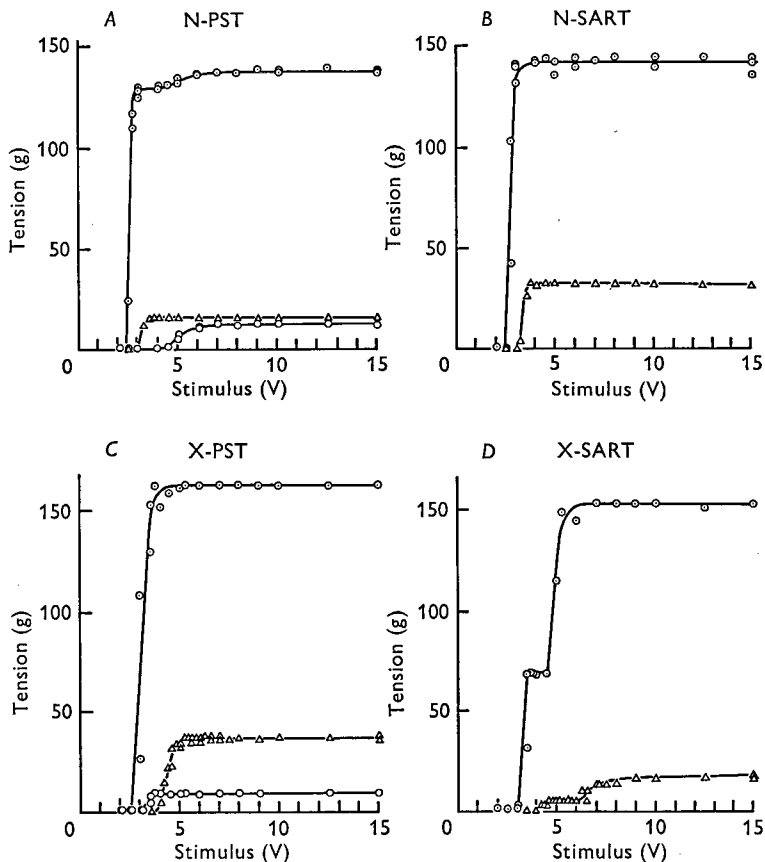 A N-PST
150
100
50
0 5 10 15
Tension (g)
Stimulus (V)
B N-SART
150
100
50
0 5 10 15
Tension (g)
Stimulus (V)
C X-PST
150
100
50
0 5 10 15
Tension (g)
Stimulus (V)
D X-SART
150
100
50
0 5 10 15
Tension (g)
Stimulus (V)